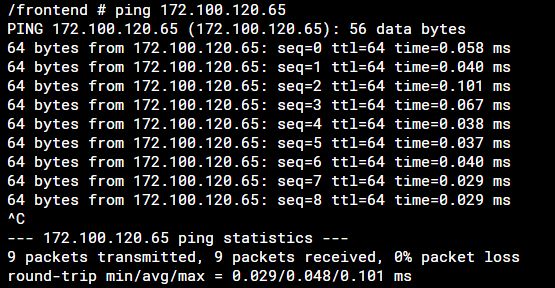 /frontend # ping 172.100.120.65
PING 172.100.120.65 (172.100.120.65): 56 data bytes
64 bytes from 172.100.120.65: seq=0 ttl=64 time=0.058 ms
64 bytes from 172.100.120.65: seq=1 ttl=64 time=0.040 ms
64 bytes from 172.100.120.65: seq=2 ttl=64 time=0.101 ms
64 bytes from 172.100.120.65: seq=3 ttl=64 time=0.067 ms
64 bytes from 172.100.120.65: seq=4 ttl=64 time=0.038 ms
64 bytes from 172.100.120.65: seq=5 ttl=64 time=0.037 ms
64 bytes from 172.100.120.65: seq=6 ttl=64 time=0.040 ms
64 bytes from 172.100.120.65: seq=7 ttl=64 time=0.029 ms
64 bytes from 172.100.120.65: seq=8 ttl=64 time=0.029 ms
^C
--- 172.100.120.65 ping statistics ---
9 packets transmitted, 9 packets received, 0% packet loss
round-trip min/avg/max = 0.029/0.048/0.101 ms